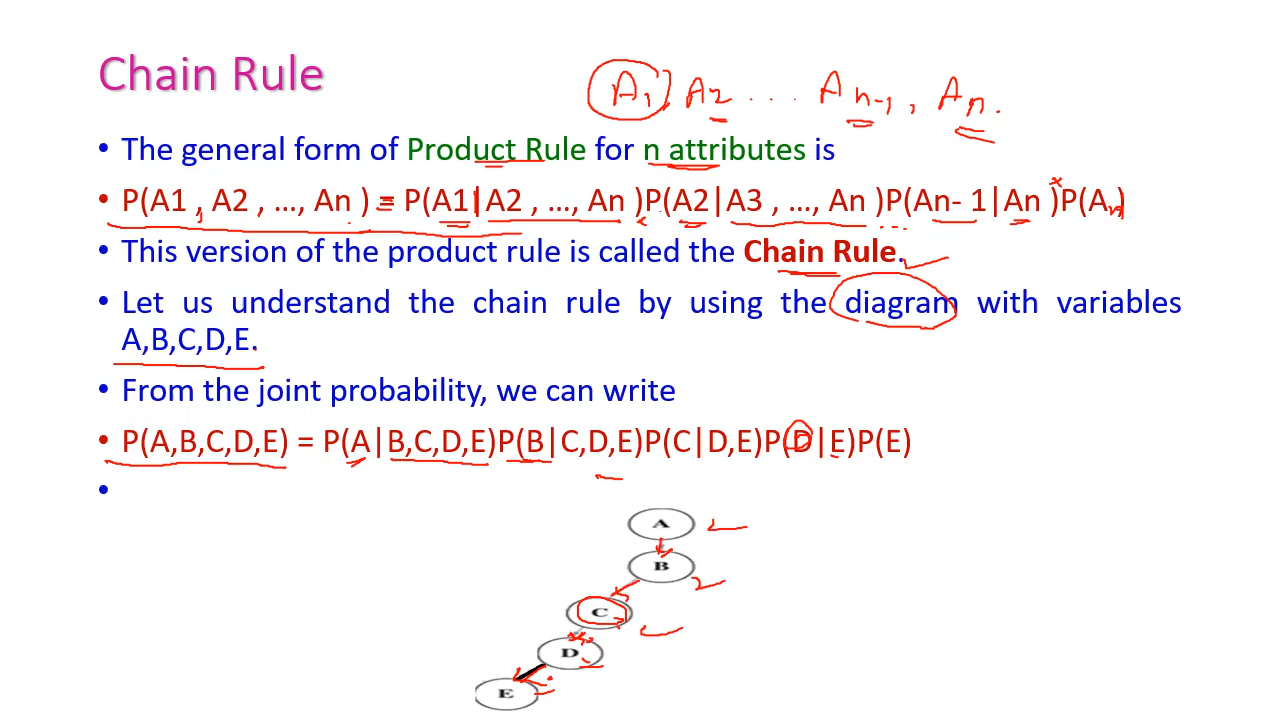 Chain Rule
A1, A2 ... An-1, An.
• The general form of Product Rule for n attributes is
• P(A1 , A2 , ..., An ) = P(A1|A2 , ..., An )P(A2|A3 , ..., An )P(An- 1|An )P(An)
• This version of the product rule is called the Chain Rule.
• Let us understand the chain rule by using the diagram with variables
A,B,C,D,E.
• From the joint probability, we can write
• P(A,B,C,D,E) = P(A|B,C,D,E)P(B|C,D,E)P(C|D,E)P(D|E)P(E)
•
A
B
C
D
E